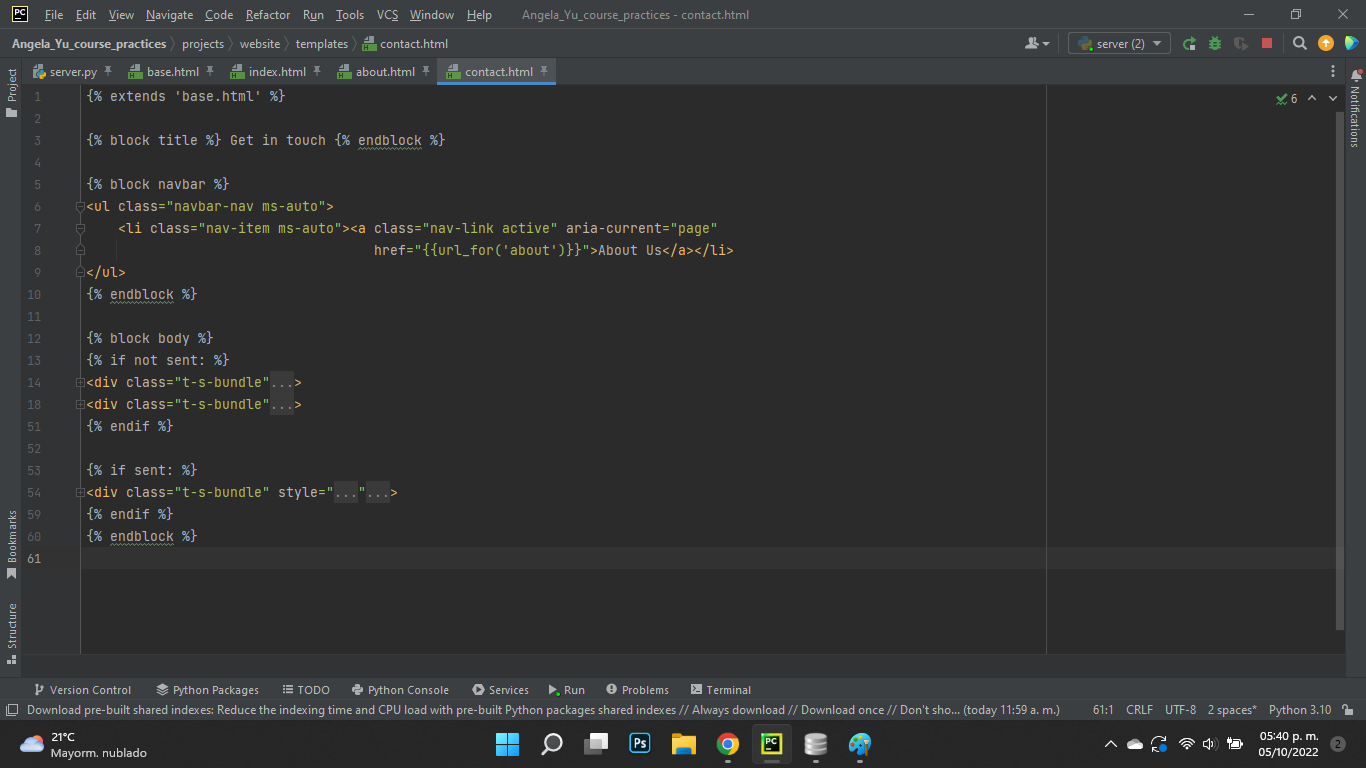 PC File Edit View Navigate Code Refactor Run Tools VCS Window Help Angela_Yu_course_practices - contact.html
Angela_Yu_course_practices projects website templates contact.html server (2)
server.py base.html index.html about.html contact.html
Project
Notifications
6
1 {% extends 'base.html' %}
2
3 {% block title %} Get in touch {% endblock %}
4
5 {% block navbar %}
6 <ul class="navbar-nav ms-auto">
7 <li class="nav-item ms-auto"><a class="nav-link active" aria-current="page"
8 href="{{url_for('about')}}">About Us</a></li>
9 </ul>
10 {% endblock %}
11
12 {% block body %}
13 {% if not sent: %}
14 <div class="t-s-bundle"...>
18 <div class="t-s-bundle"...>
51 {% endif %}
52
53 {% if sent: %}
54 <div class="t-s-bundle" style="..."...>
59 {% endif %}
60 {% endblock %}
61
Bookmarks
Structure
Version Control Python Packages TODO Python Console Services Run Problems Terminal
Download pre-built shared indexes: Reduce the indexing time and CPU load with pre-built Python packages shared indexes // Always download // Download once // Don't sho... (today 11:59 a. m.) 61:1 CRLF UTF-8 2 spaces* Python 3.10
21°C
Mayorm. nublado
Ps
PC
05:40 p. m.
05/10/2022
2